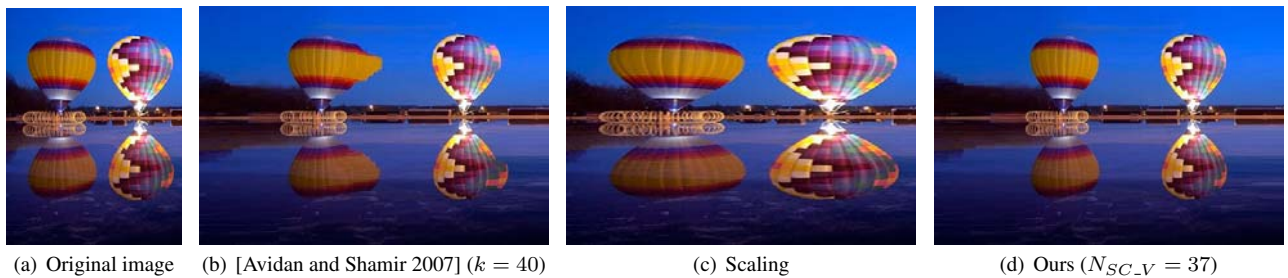 (a) Original image (b) [Avidan and Shamir 2007] (k = 40) (c) Scaling (d) Ours (N_{SC_V} = 37)